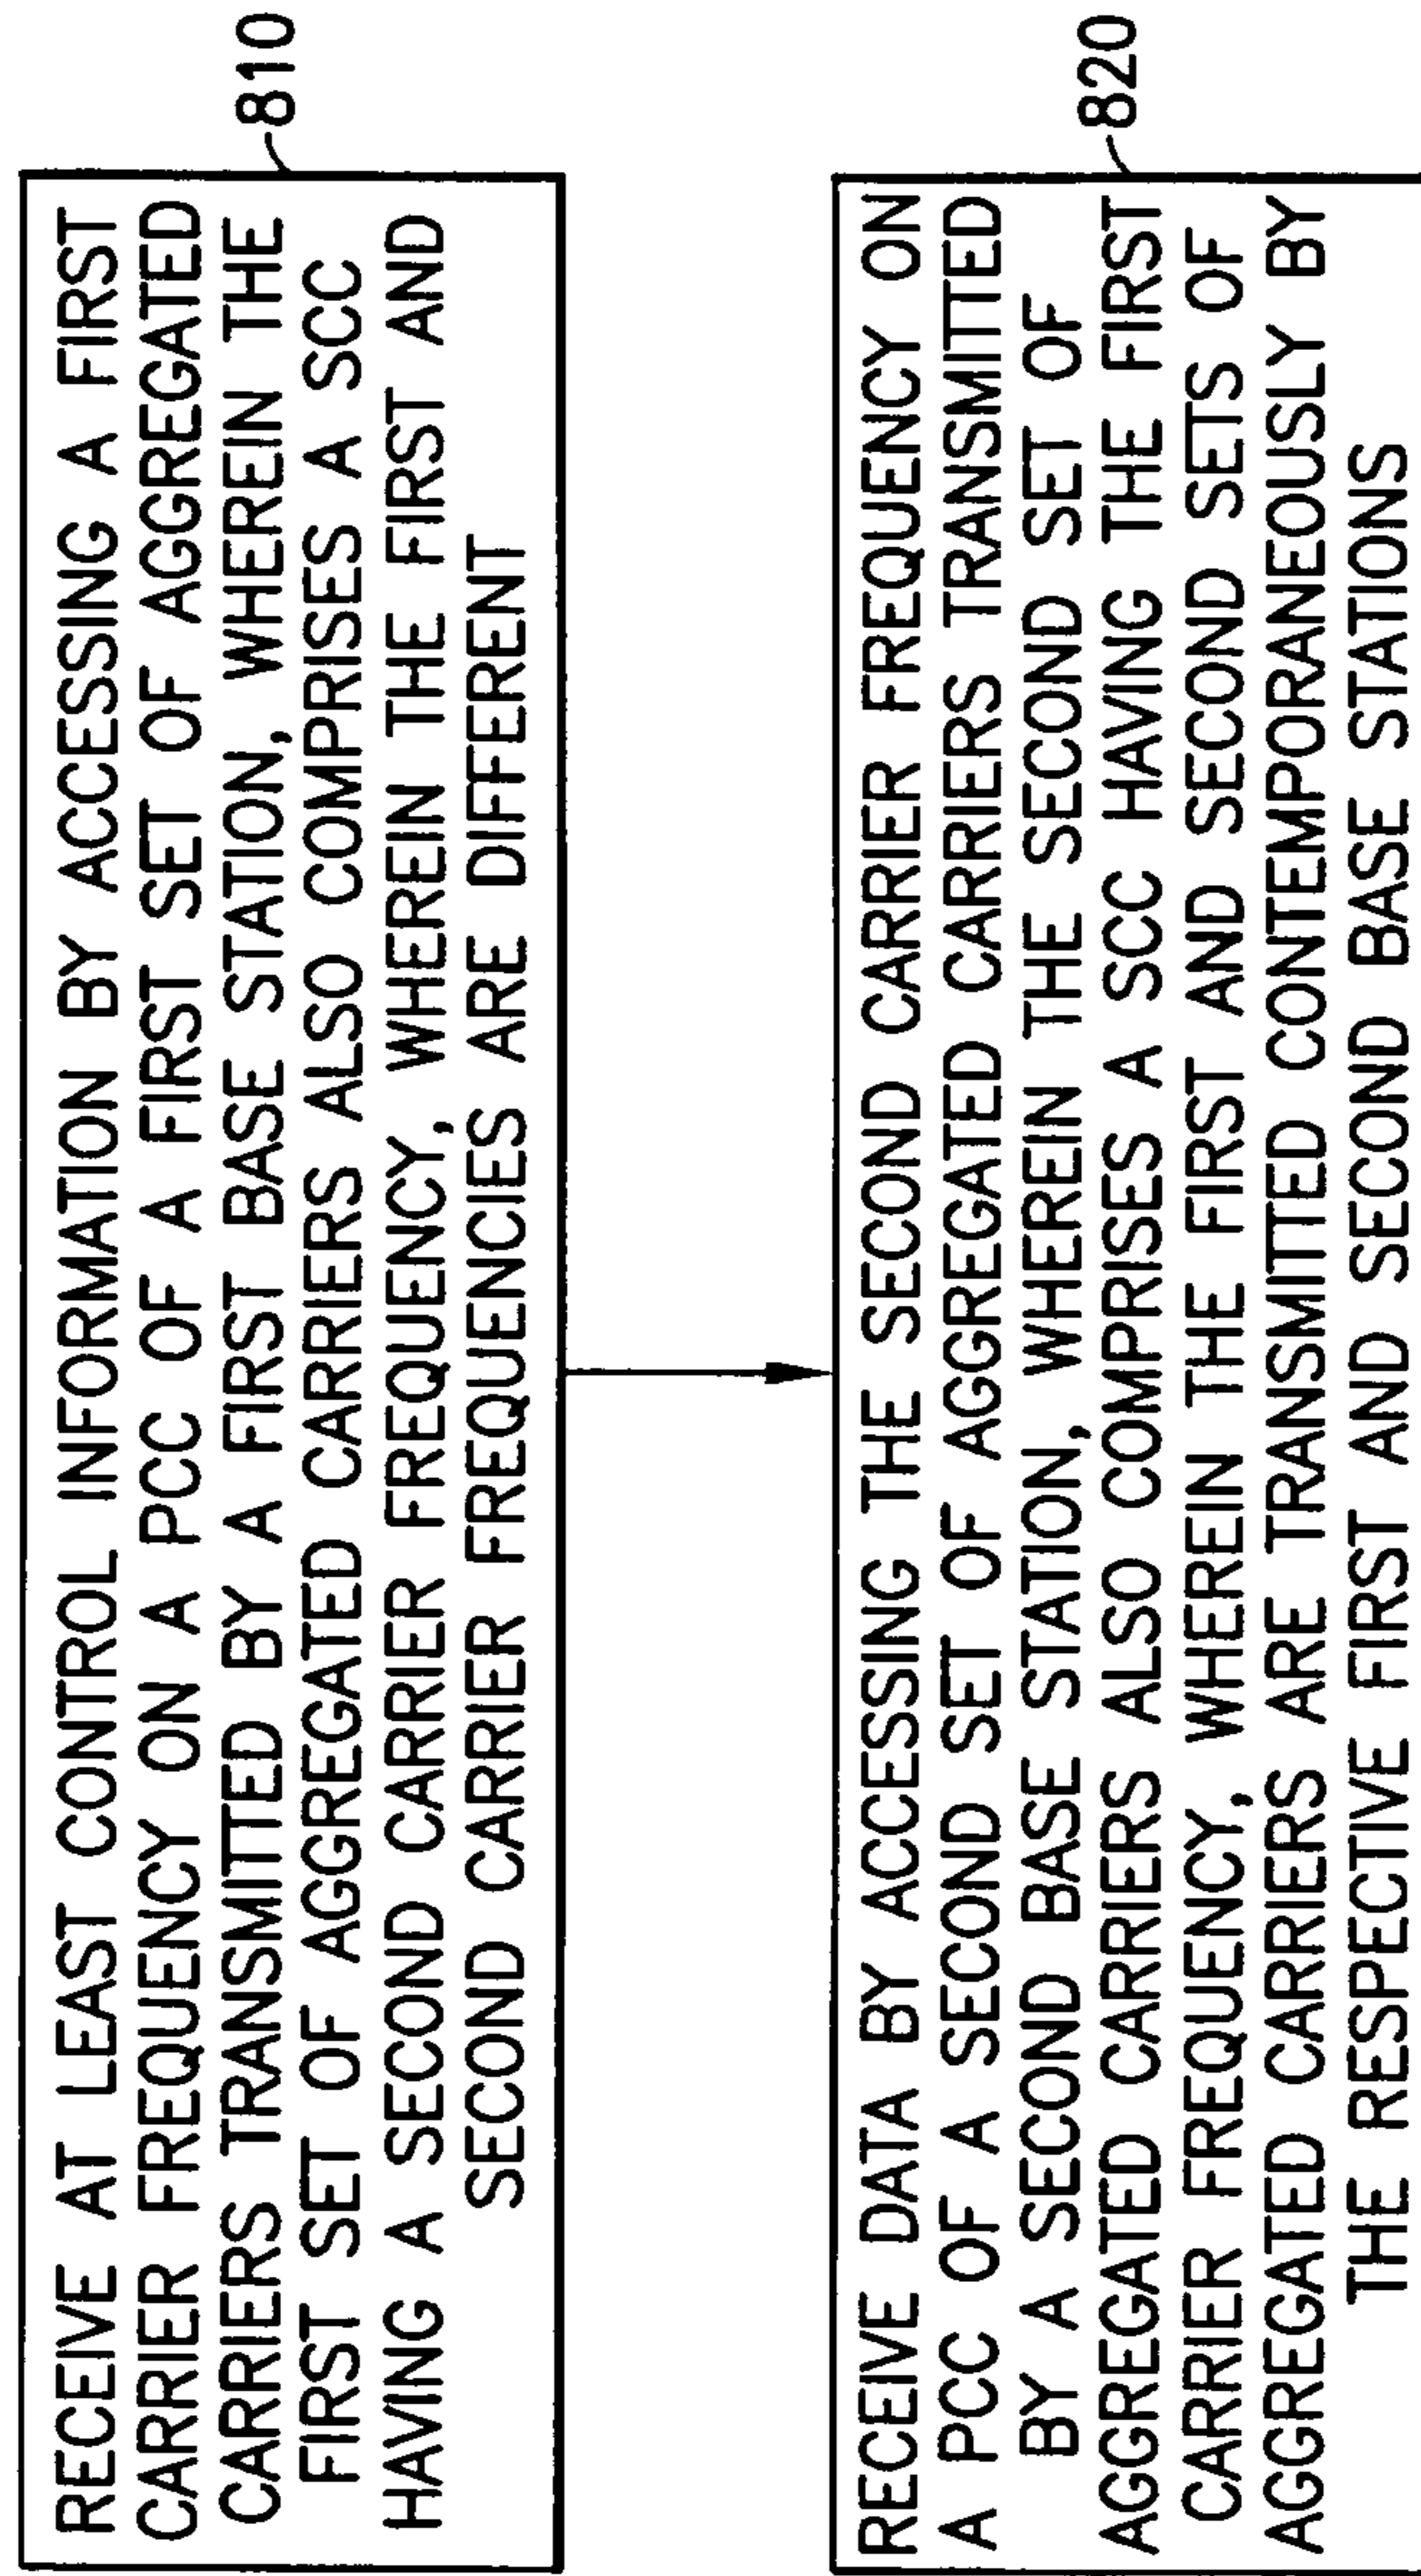 RECEIVE AT LEAST CONTROL INFORMATION BY ACCESSING A FIRST
CARRIER FREQUENCY ON A PCC OF A FIRST SET OF AGGREGATED
CARRIERS TRANSMITTED BY A FIRST BASE STATION, WHEREIN THE
FIRST SET OF AGGREGATED CARRIERS ALSO COMPRISES A SCC
HAVING A SECOND CARRIER FREQUENCY, WHEREIN THE FIRST AND
SECOND CARRIER FREQUENCIES ARE DIFFERENT
810
RECEIVE DATA BY ACCESSING THE SECOND CARRIER FREQUENCY ON
A PCC OF A SECOND SET OF AGGREGATED CARRIERS TRANSMITTED
BY A SECOND BASE STATION, WHEREIN THE SECOND SET OF
AGGREGATED CARRIERS ALSO COMPRISES A SCC HAVING THE FIRST
CARRIER FREQUENCY, WHEREIN THE FIRST AND SECOND SETS OF
AGGREGATED CARRIERS ARE TRANSMITTED CONTEMPORANEOUSLY BY
THE RESPECTIVE FIRST AND SECOND BASE STATIONS
820